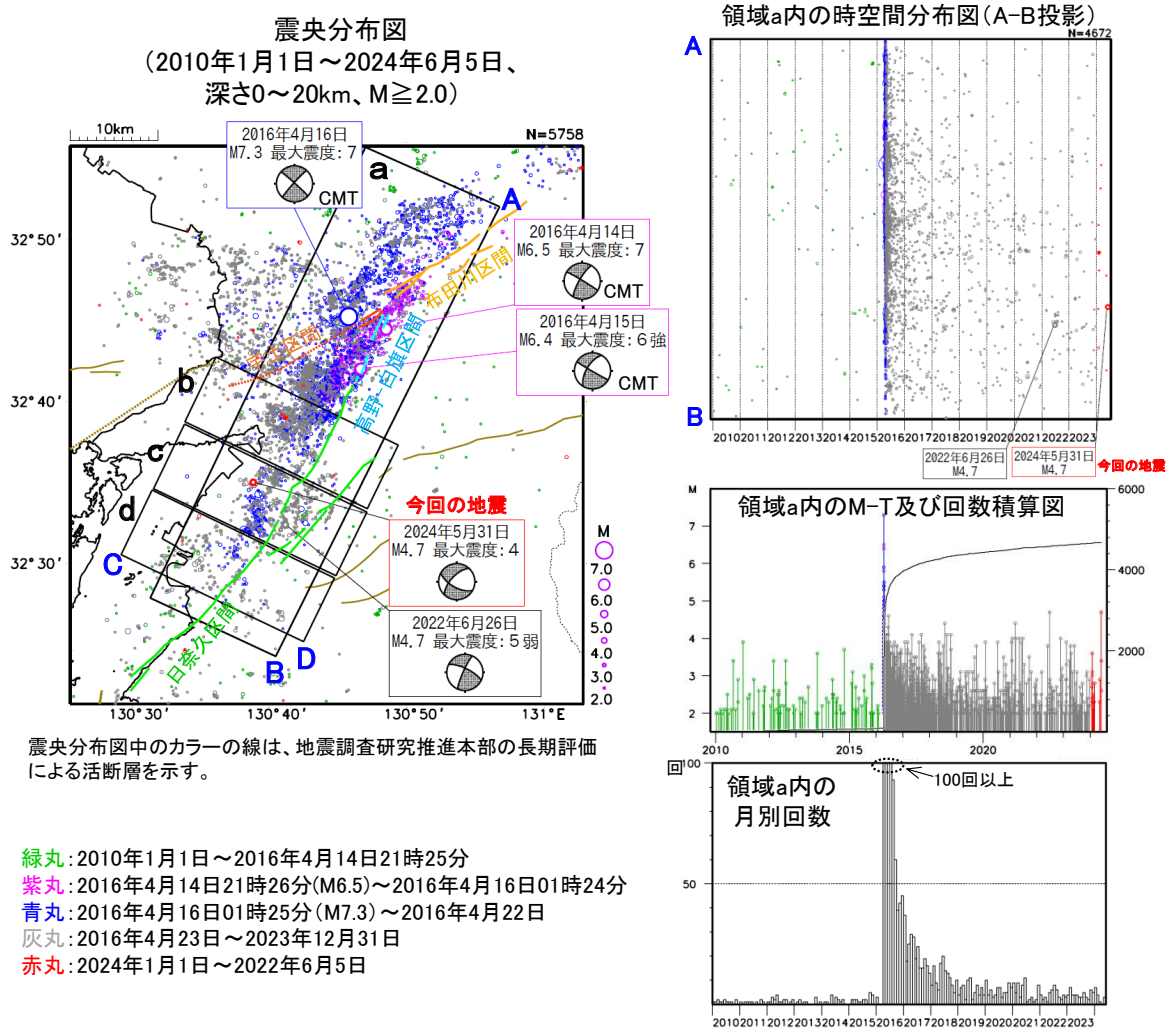 震央分布図
(2010年1月1日～2024年6月5日、
深さ0～20km、M≧2.0)
10km
N=5758
2016年4月16日
M7.3 最大震度:7
CMT
a
A
2016年4月14日
M6.5 最大震度:7
CMT
2016年4月15日
M6.4 最大震度:6強
CMT
布田川区間
宇土区間
高野-白旗区間
日奈久区間
b
c
d
C
B
D
今回の地震
2024年5月31日
M4.7 最大震度:4
2022年6月26日
M4.7 最大震度:5弱
32°50′
32°40′
32°30′
130°30′
130°40′
130°50′
131°E
M
7.0
6.0
5.0
4.0
3.0
2.0
震央分布図中のカラーの線は、地震調査研究推進本部の長期評価
による活断層を示す。
緑丸:2010年1月1日～2016年4月14日21時25分
紫丸:2016年4月14日21時26分(M6.5)～2016年4月16日01時24分
青丸:2016年4月16日01時25分(M7.3)～2016年4月22日
灰丸:2016年4月23日～2023年12月31日
赤丸:2024年1月1日～2022年6月5日
領域a内の時空間分布図(A-B投影)
N=4672
A
B
2010 2011 2012 2013 2014 2015 2016 2017 2018 2019 2020 2021 2022 2023
2022年6月26日
M4.7
2024年5月31日
M4.7
今回の地震
領域a内のM-T及び回数積算図
M
7
6
5
4
3
2
6000
4000
2000
2010
2015
2020
領域a内の
月別回数
回
100
50
100回以上
2010 2011 2012 2013 2014 2015 2016 2017 2018 2019 2020 2021 2022 2023